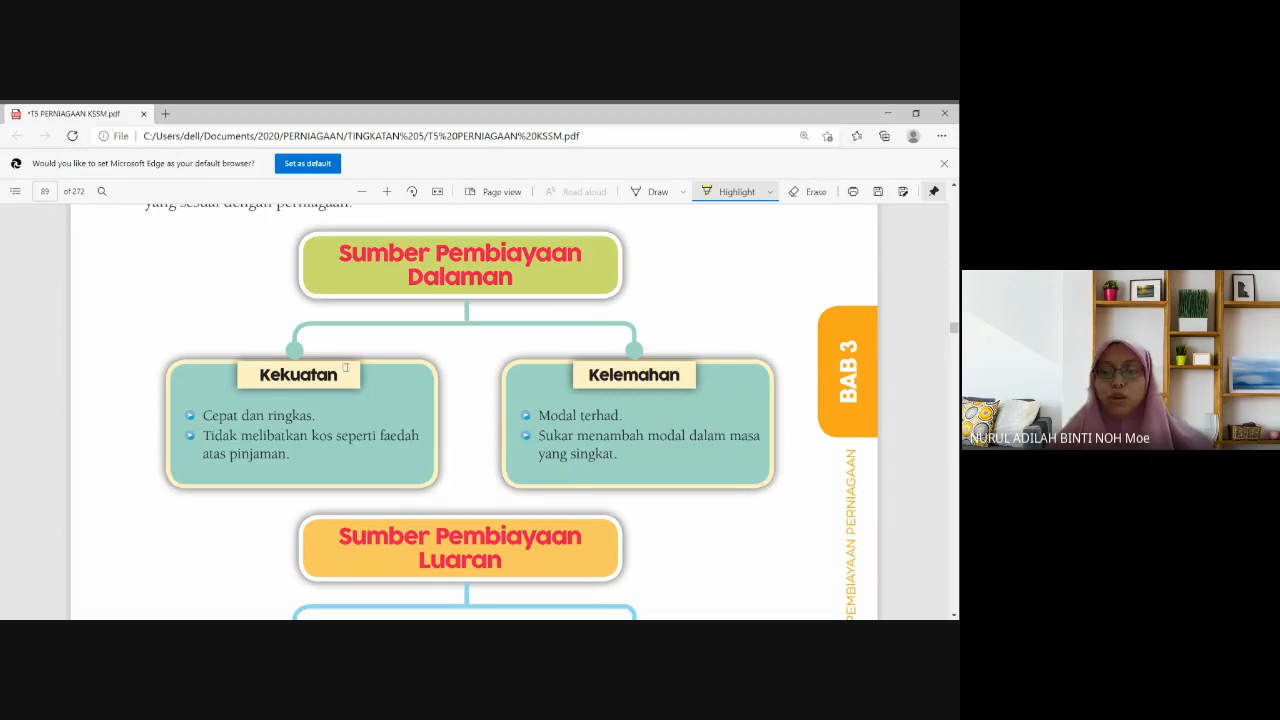 *T5 PERNIAGAAN KSSM.pdf
File
C:/Users/dell/Documents/2020/PERNIAGAAN/TINGKATAN%205/T5%20PERNIAGAAN%20KSSM.pdf
Would you like to set Microsoft Edge as your default browser?
Set as default
89
of 272
Page view
Read aloud
Draw
Highlight
Erase
yang sesuai dengan perniagaan.
Sumber Pembiayaan
Dalaman
Kekuatan
Cepat dan ringkas.
Tidak melibatkan kos seperti faedah
atas pinjaman.
Kelemahan
Modal terhad.
Sukar menambah modal dalam masa
yang singkat.
Sumber Pembiayaan
Luaran
BAB 3
PEMBIAYAAN PERNIAGAAN
NURUL ADILAH BINTI NOH Moe